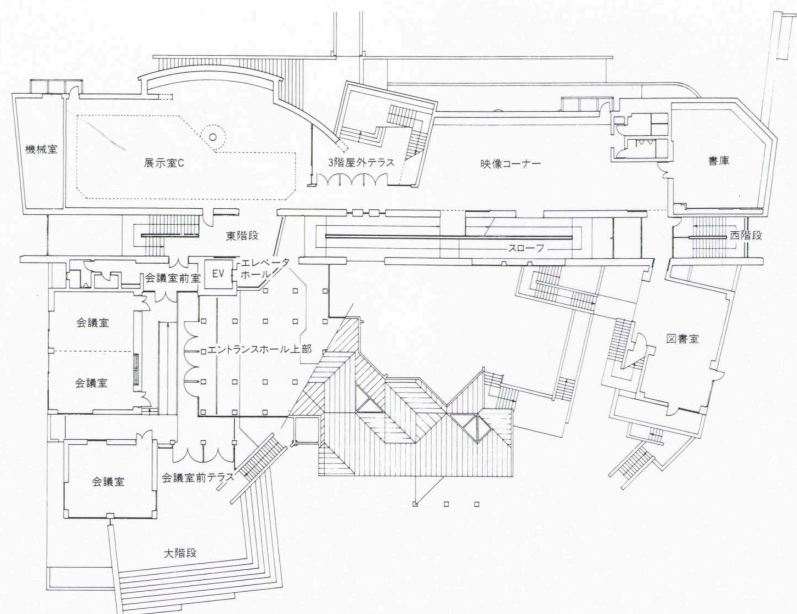 機械室
展示室C
3階屋外テラス
映像コーナー
書庫
東階段
スロープ
西階段
会議室前室
EV
エレベータ
ホール
会議室
エントランスホール上部
図書室
会議室
会議室
会議室前テラス
大階段